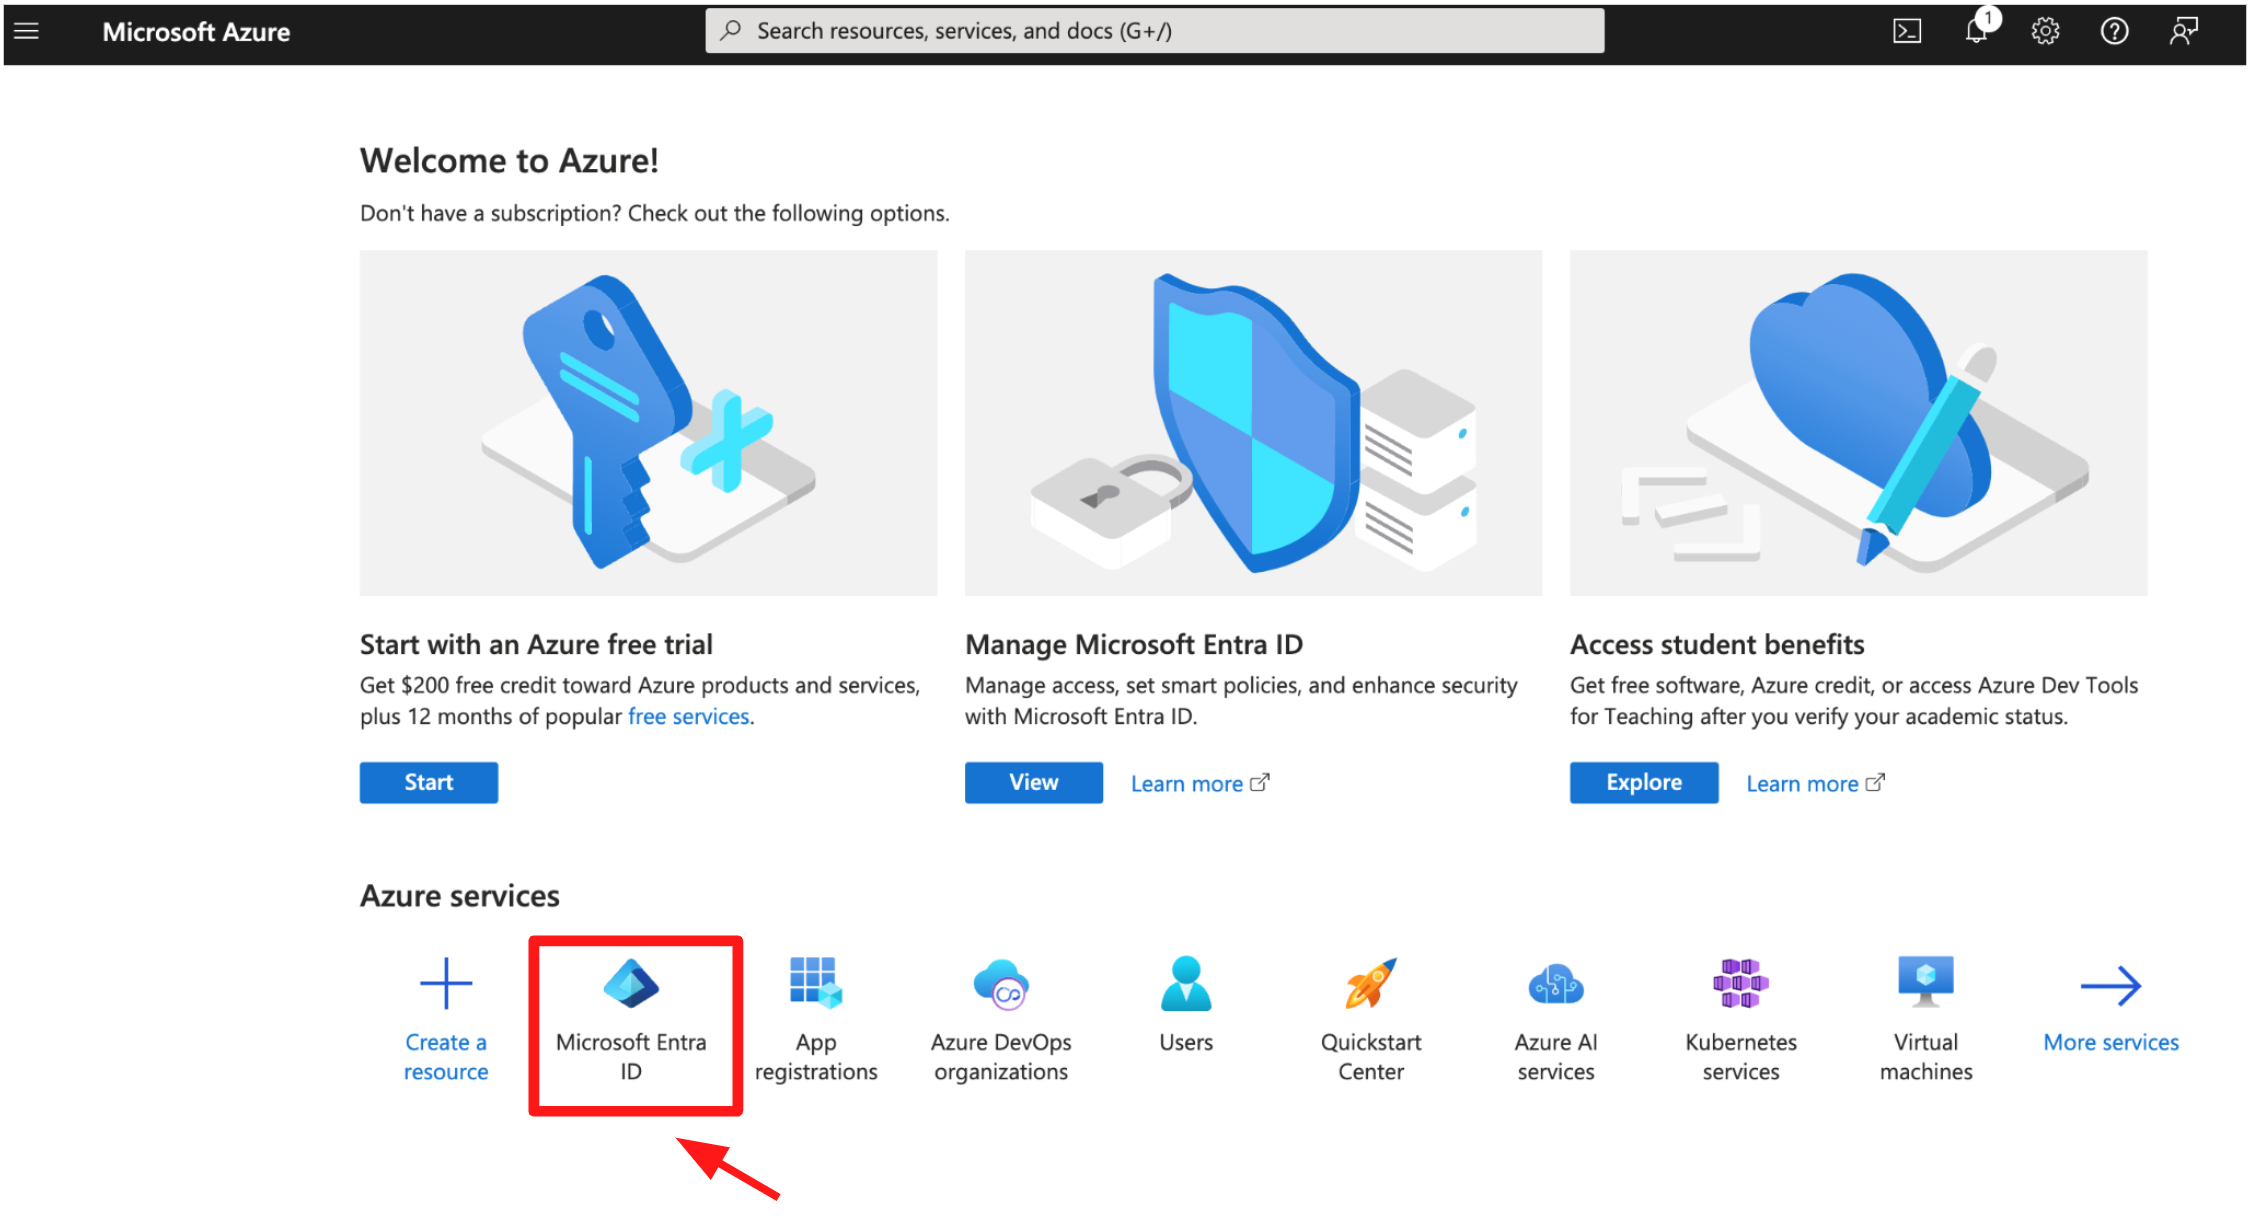 Microsoft Azure
Search resources, services, and docs (G+/)
1
Welcome to Azure!
Don't have a subscription? Check out the following options.
Start with an Azure free trial
Get $200 free credit toward Azure products and services,
plus 12 months of popular free services.
Start
Manage Microsoft Entra ID
Manage access, set smart policies, and enhance security
with Microsoft Entra ID.
View
Learn more
Access student benefits
Get free software, Azure credit, or access Azure Dev Tools
for Teaching after you verify your academic status.
Explore
Learn more
Azure services
Create a
resource
Microsoft Entra
ID
App
registrations
Azure DevOps
organizations
Users
Quickstart
Center
Azure AI
services
Kubernetes
services
Virtual
machines
More services